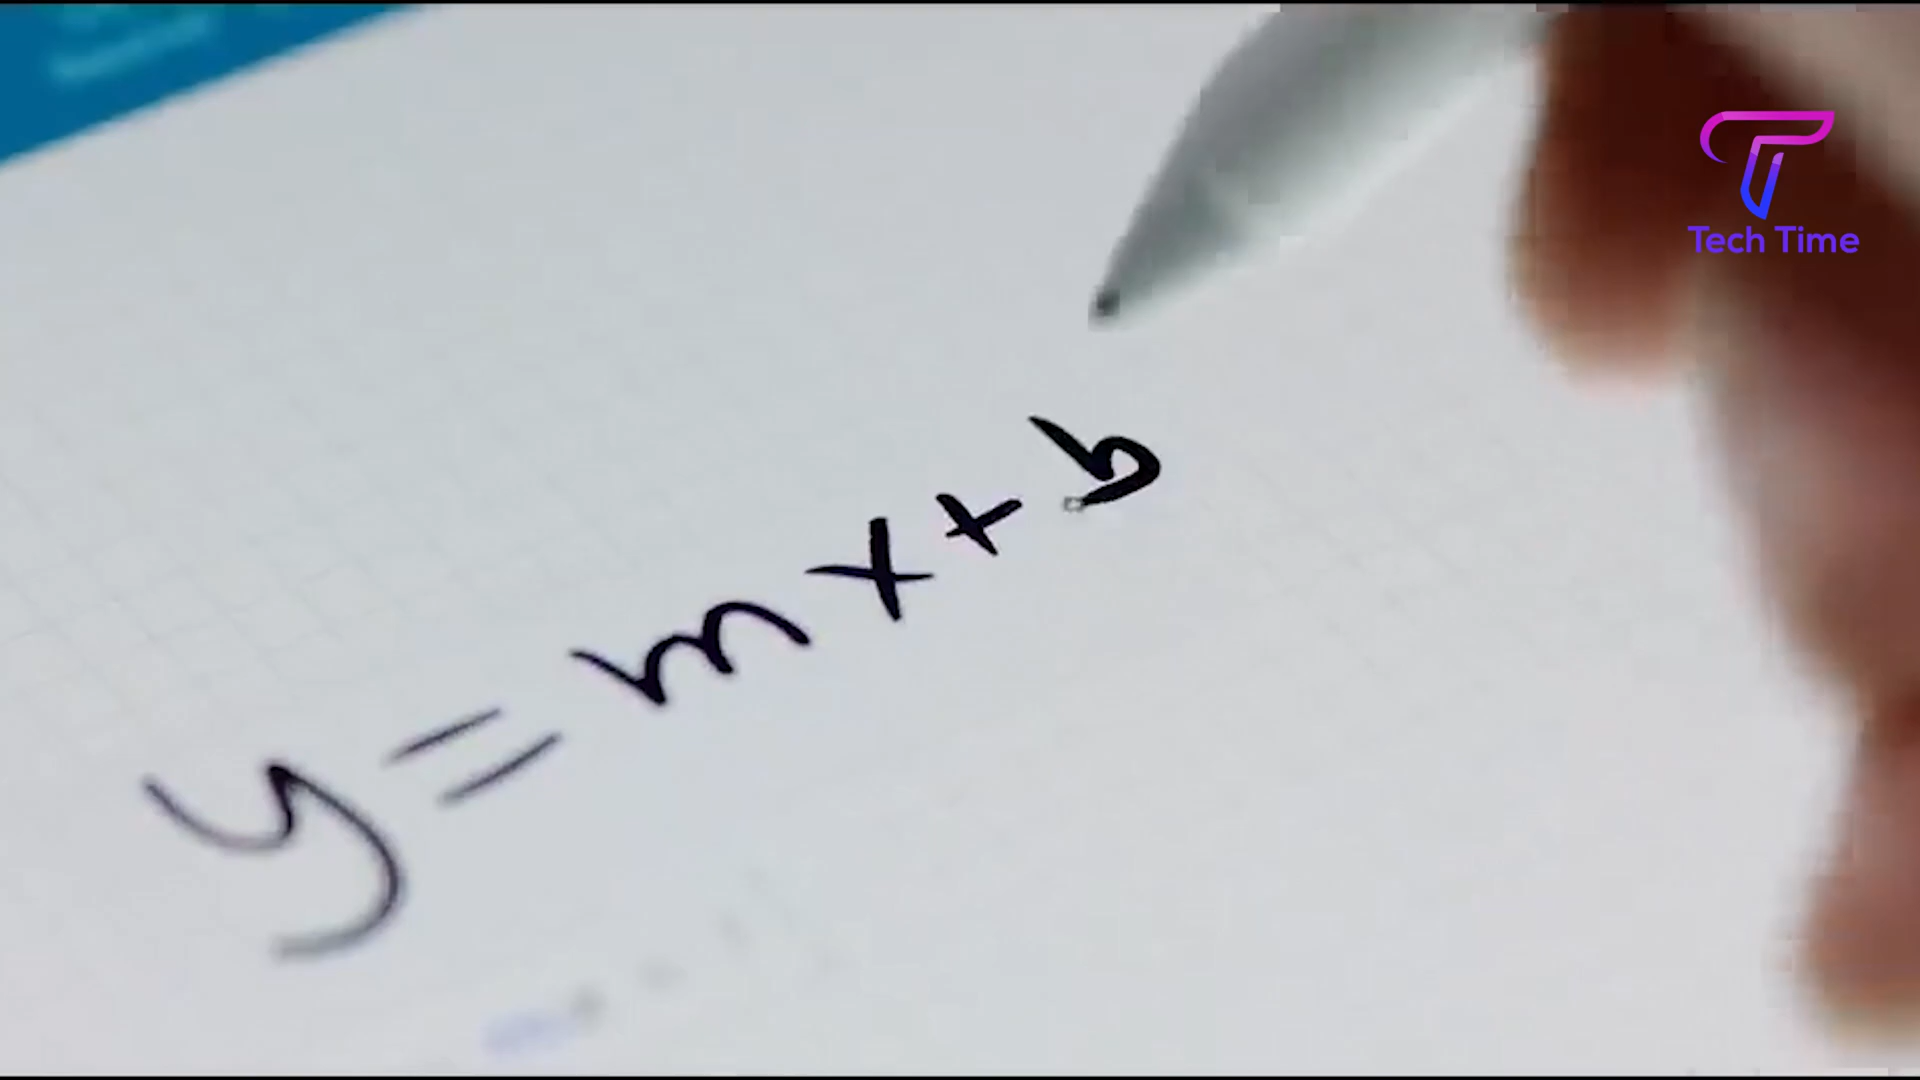 Tech Time
y = mx + b